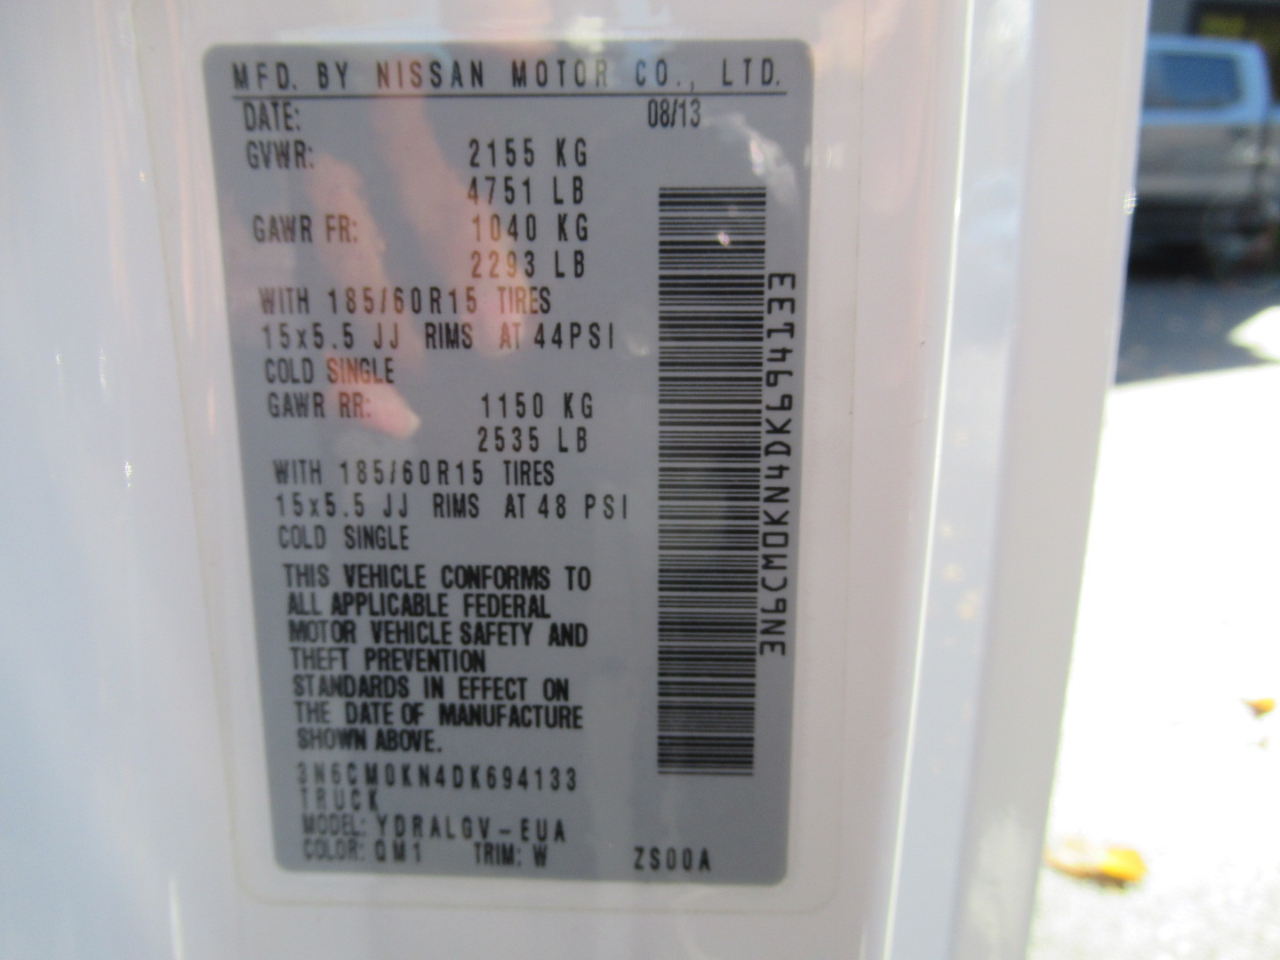 MFD. BY NISSAN MOTOR CO., LTD.
DATE: 08/13
GVWR: 2155 KG
4751 LB
GAWR FR: 1040 KG
2293 LB
WITH 185/60R15 TIRES
15x5.5 JJ RIMS AT 44PSI
COLD SINGLE
GAWR RR: 1150 KG
2535 LB
WITH 185/60R15 TIRES
15x5.5 JJ RIMS AT 48 PSI
COLD SINGLE
THIS VEHICLE CONFORMS TO
ALL APPLICABLE FEDERAL
MOTOR VEHICLE SAFETY AND
THEFT PREVENTION
STANDARDS IN EFFECT ON
THE DATE OF MANUFACTURE
SHOWN ABOVE.
3N6CM0KN4DK694133
TRUCK
MODEL: YDRALGV-EUA
COLOR: QM1 TRIM: W ZS00A
3N6CM0KN4DK694133